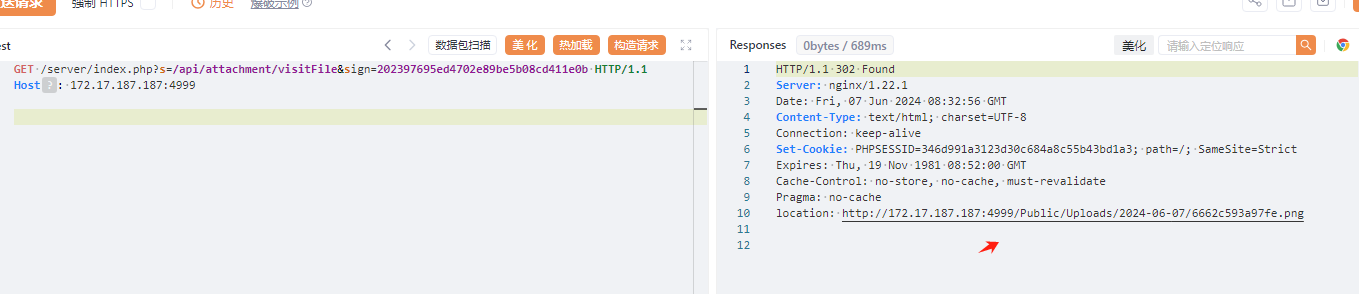 送请求 强制 HTTPS 历史 爆破示例
est 数据包扫描 美化 热加载 构造请求
GET /server/index.php?s=/api/attachment/visitFile&sign=202397695ed4702e89be5b08cd411e0b HTTP/1.1
Host ? : 172.17.187.187:4999
Responses 0bytes / 689ms 美化 请输入定位响应
1 HTTP/1.1 302 Found
2 Server: nginx/1.22.1
3 Date: Fri, 07 Jun 2024 08:32:56 GMT
4 Content-Type: text/html; charset=UTF-8
5 Connection: keep-alive
6 Set-Cookie: PHPSESSID=346d991a3123d30c684a8c55b43bd1a3; path=/; SameSite=Strict
7 Expires: Thu, 19 Nov 1981 08:52:00 GMT
8 Cache-Control: no-store, no-cache, must-revalidate
9 Pragma: no-cache
10 location: http://172.17.187.187:4999/Public/Uploads/2024-06-07/6662c593a97fe.png
11
12